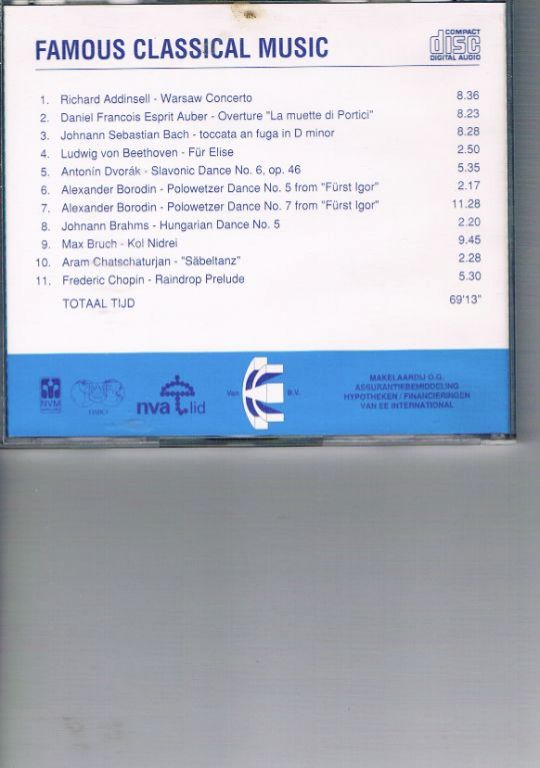 FAMOUS CLASSICAL MUSIC
COMPACT
disc
DIGITAL AUDIO
1. Richard Addinsell - Warsaw Concerto 8.36
2. Daniel Francois Esprit Auber - Overture "La muette di Portici" 8.23
3. Johnann Sebastian Bach - toccata an fuga in D minor 8.28
4. Ludwig von Beethoven - Für Elise 2.50
5. Antonín Dvorák - Slavonic Dance No. 6, op. 46 5.35
6. Alexander Borodin - Polowetzer Dance No. 5 from "Fürst Igor" 2.17
7. Alexander Borodin - Polowetzer Dance No. 7 from "Fürst Igor" 11.28
8. Johann Brahms - Hungarian Dance No. 5 2.20
9. Max Bruch - Kol Nidrei 9.45
10. Aram Chatschaturjan - "Säbeltanz" 2.28
11. Frederic Chopin - Raindrop Prelude 5.30
TOTAAL TIJD 69'13"
NVM
nva lid
Van B.V.
MAKELAARDIJ O.G.
ASSURANTIEBEMIDDELING
HYPOTHEKEN / FINANCIERINGEN
VAN EE INTERNATIONAL